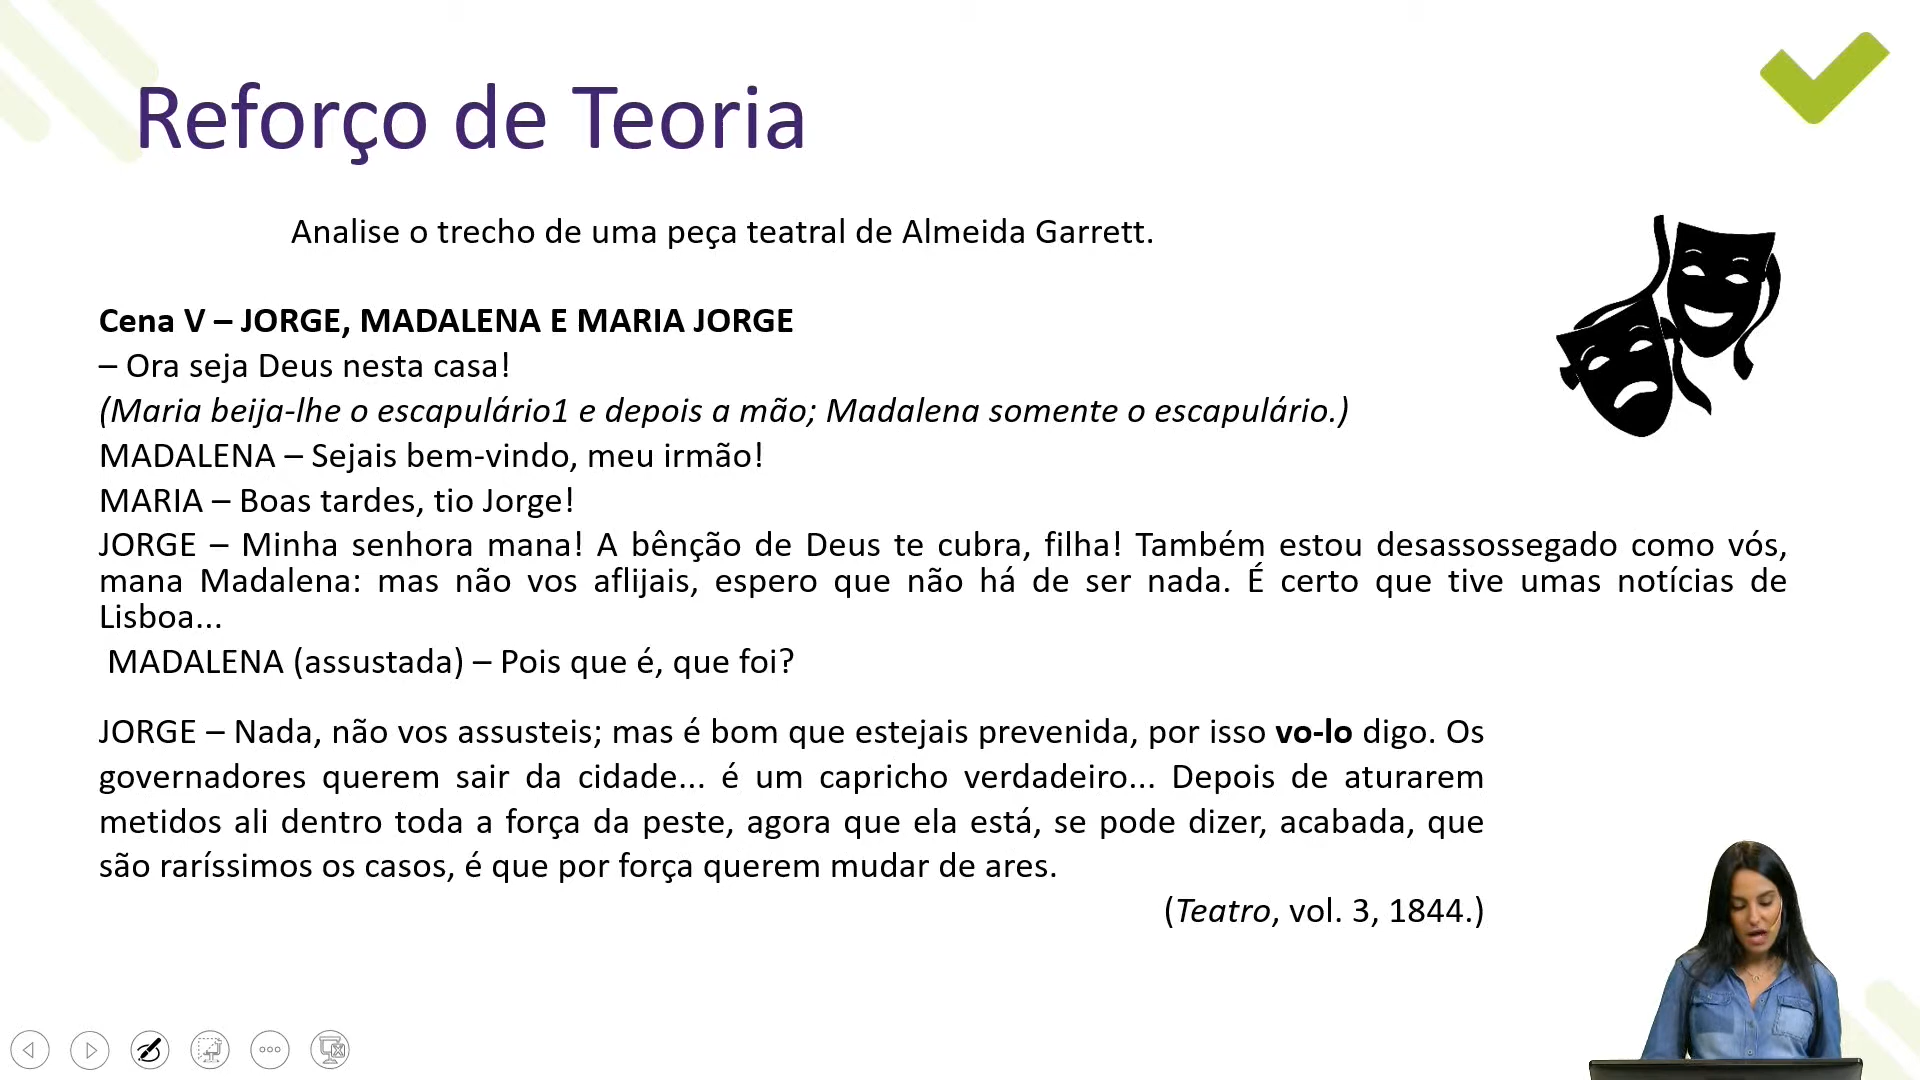 Reforço de Teoria
Analise o trecho de uma peça teatral de Almeida Garrett.
Cena V – JORGE, MADALENA E MARIA JORGE
– Ora seja Deus nesta casa!
(Maria beija-lhe o escapulário1 e depois a mão; Madalena somente o escapulário.)
MADALENA – Sejais bem-vindo, meu irmão!
MARIA – Boas tardes, tio Jorge!
JORGE – Minha senhora mana! A bênção de Deus te cubra, filha! Também estou desassossegado como vós,
mana Madalena: mas não vos aflijais, espero que não há de ser nada. É certo que tive umas notícias de
Lisboa...
MADALENA (assustada) – Pois que é, que foi?
JORGE – Nada, não vos assusteis; mas é bom que estejais prevenida, por isso vo-lo digo. Os
governadores querem sair da cidade... é um capricho verdadeiro... Depois de aturarem
metidos ali dentro toda a força da peste, agora que ela está, se pode dizer, acabada, que
são raríssimos os casos, é que por força querem mudar de ares.
(Teatro, vol. 3, 1844.)